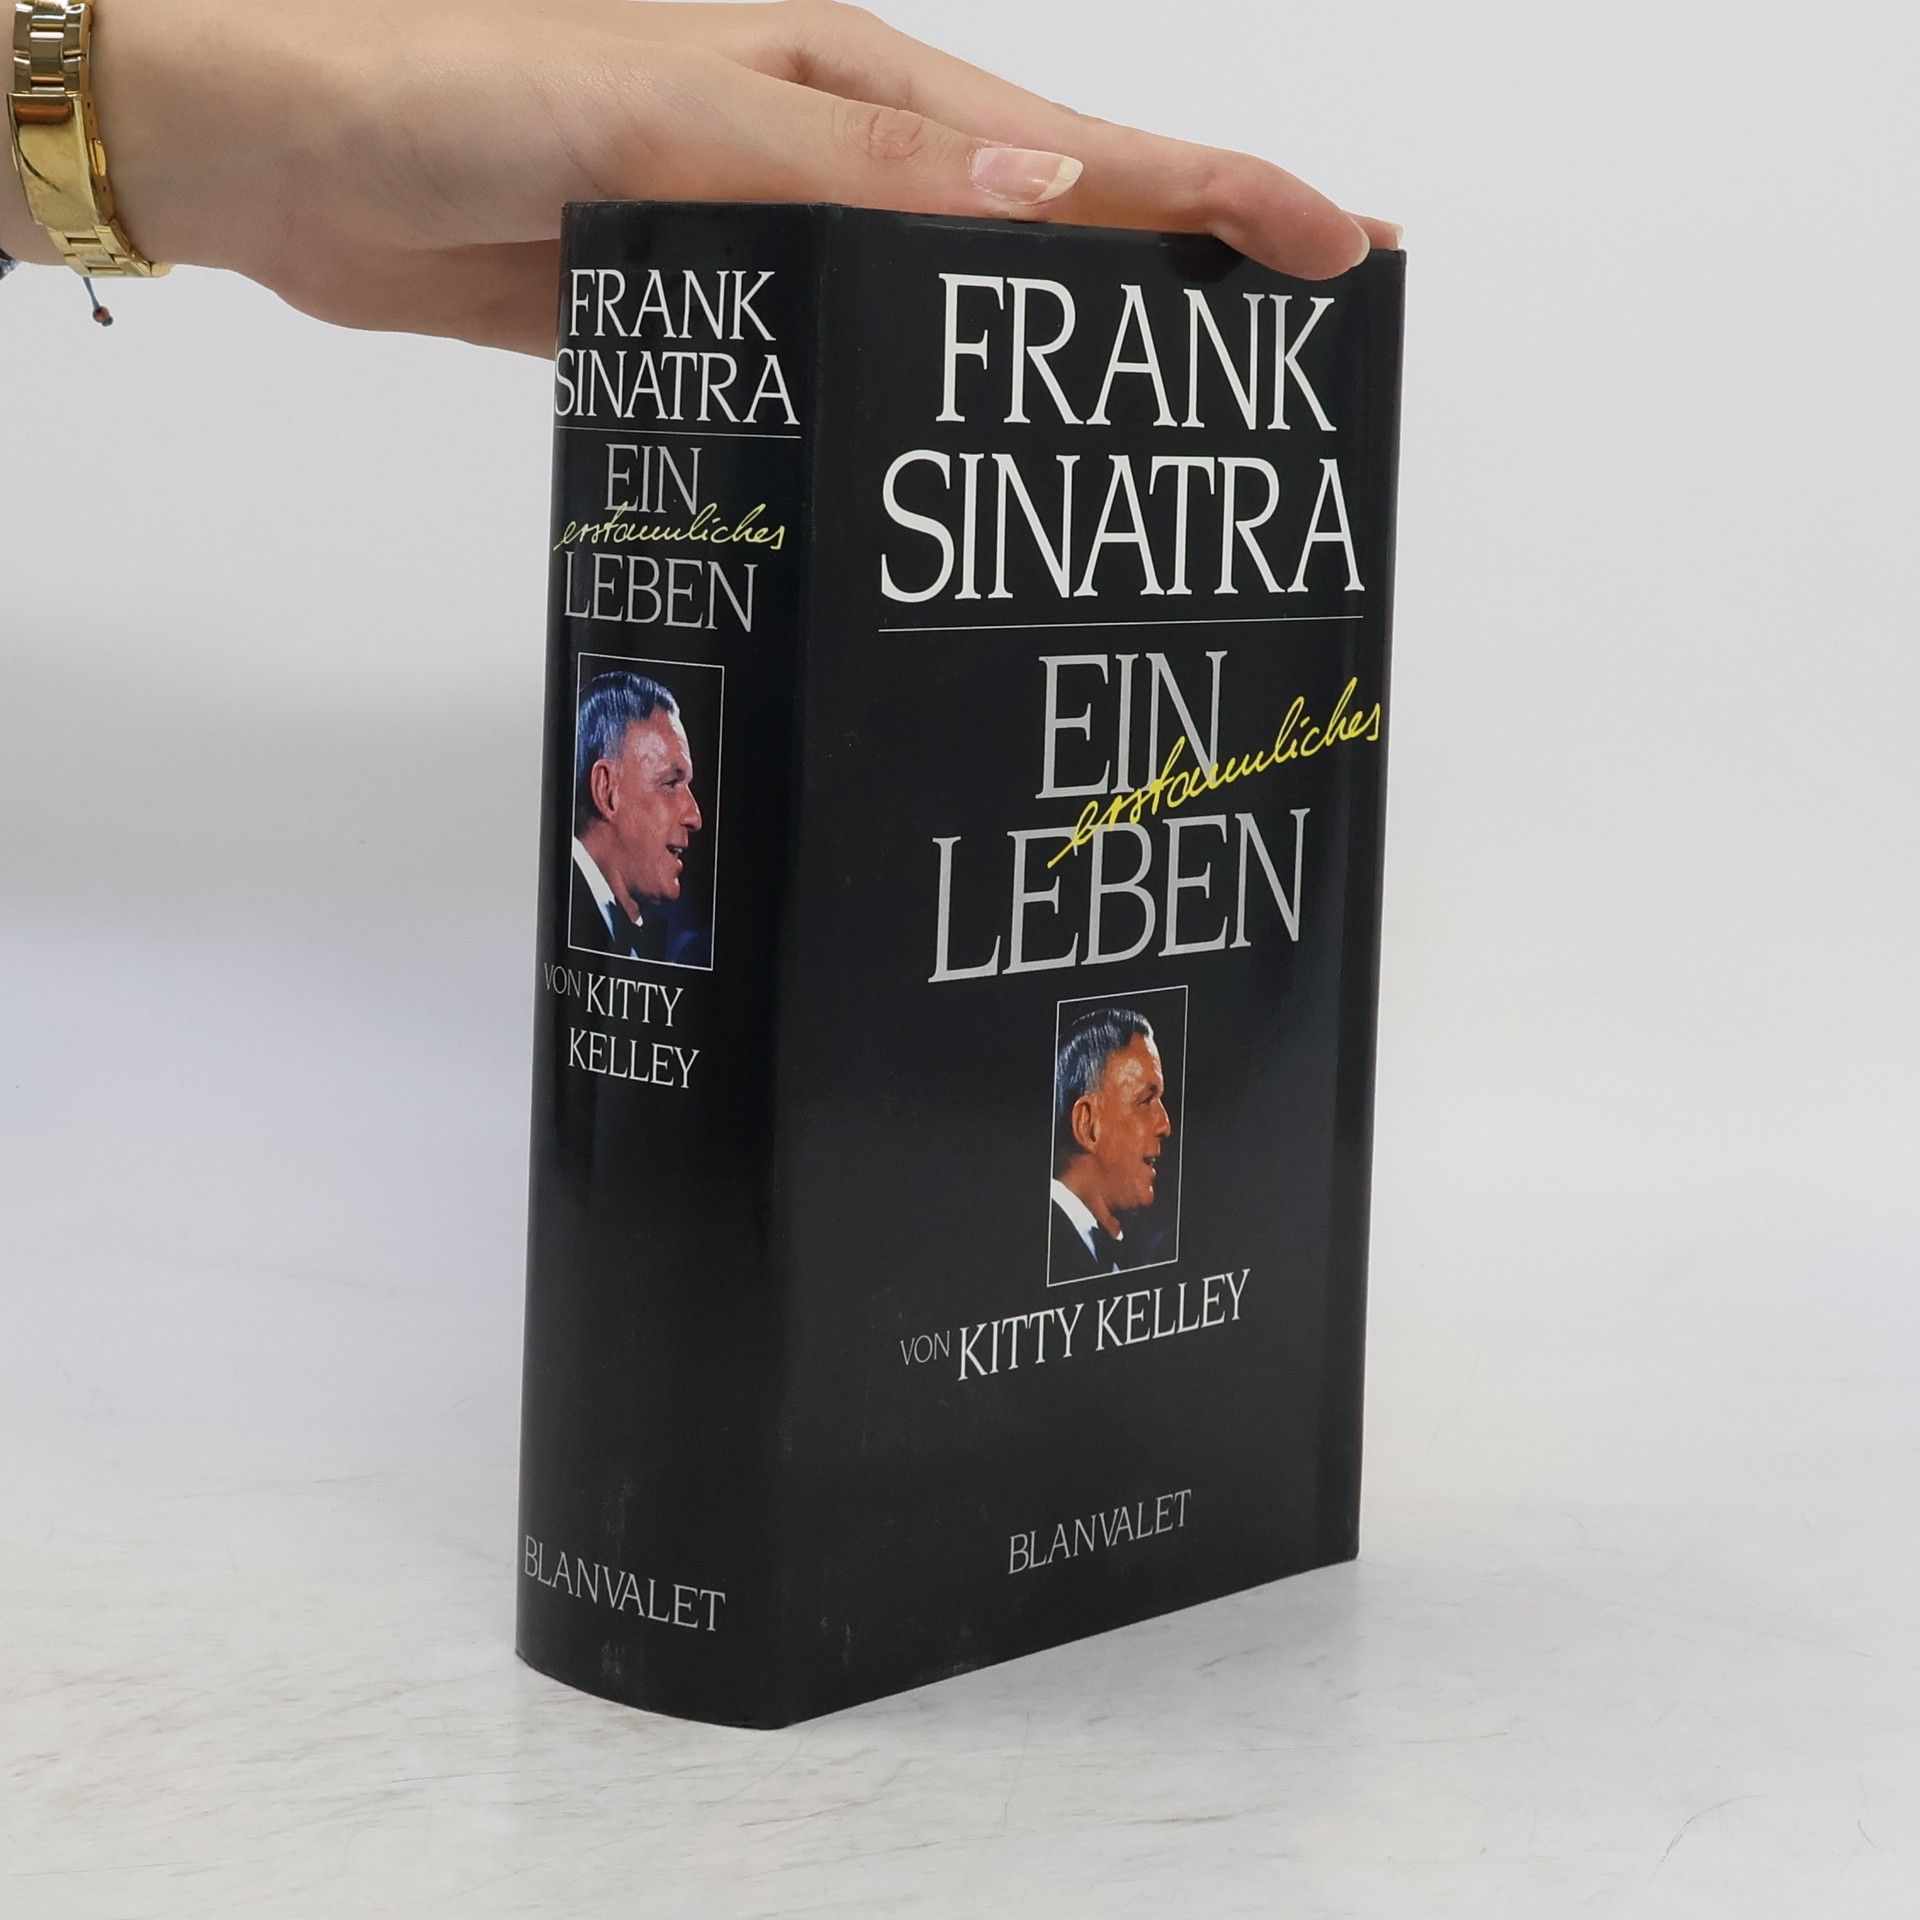 FRANK
SINATRA
EIN
erstaunliches
LEBEN
VON KITTY
KELLEY
BLANVALET
FRANK
SINATRA
EIN
erstaunliches
LEBEN
VON KITTY KELLEY
BLANVALET